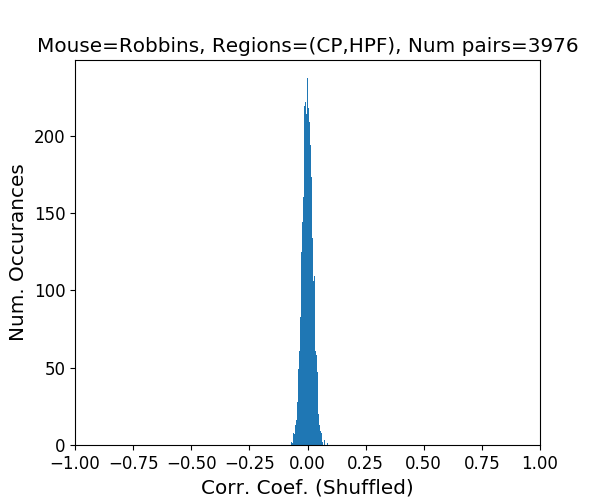 Mouse=Robbins, Regions=(CP,HPF), Num pairs=3976
Num. Occurances
200
150
100
50
0
−1.00 −0.75 −0.50 −0.25 0.00 0.25 0.50 0.75 1.00
Corr. Coef. (Shuffled)